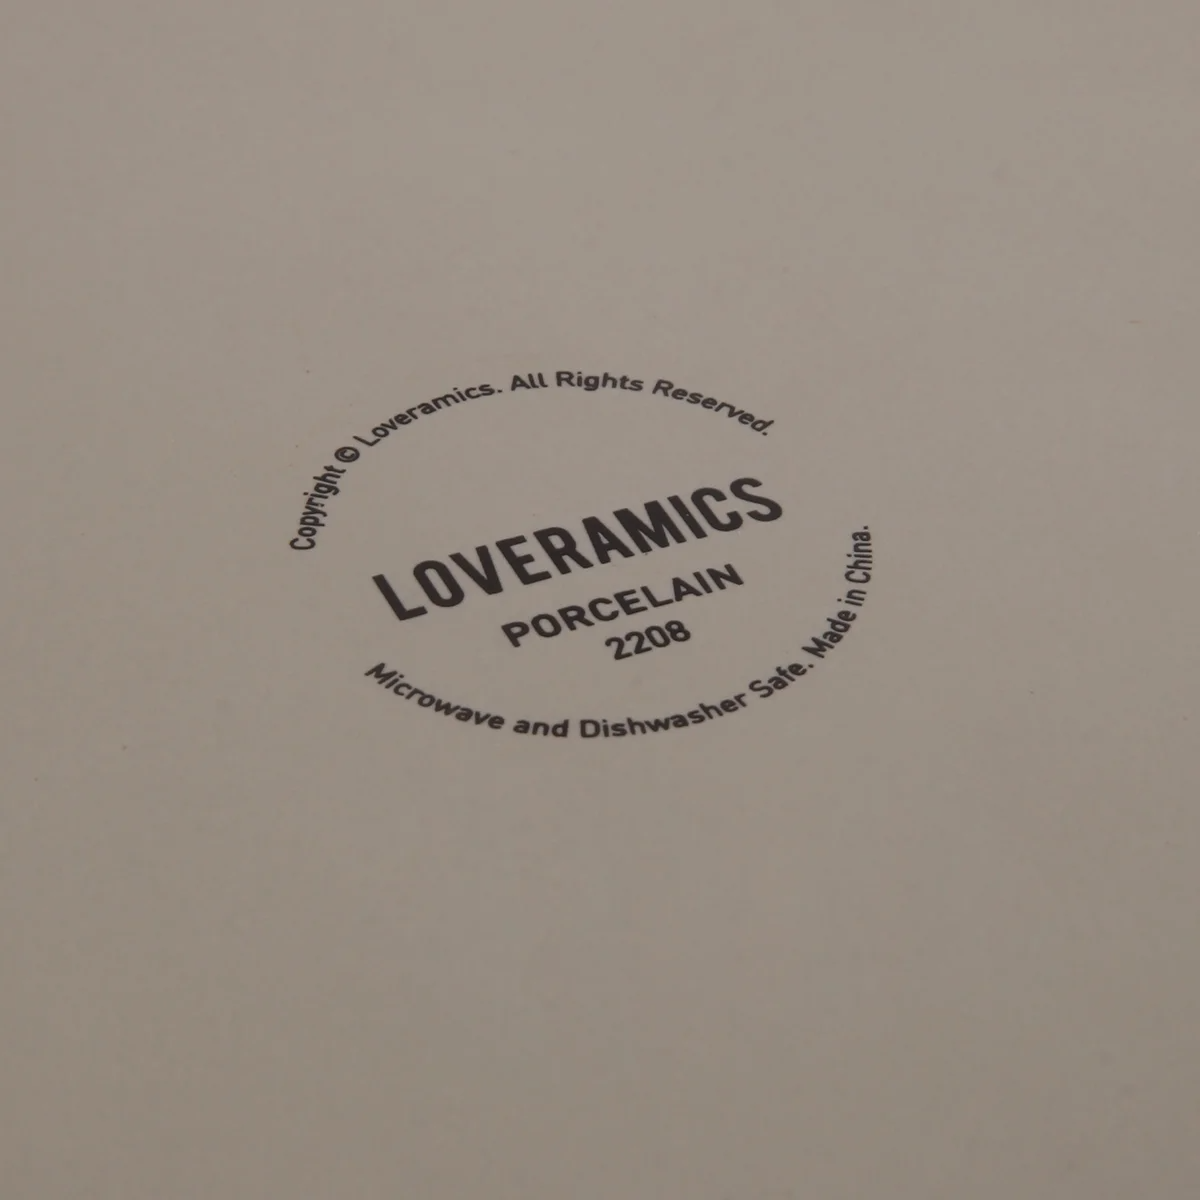 Copyright © Loveramics. All Rights Reserved.
LOVERAMICS
PORCELAIN
2208
Microwave and Dishwasher Safe. Made in China.